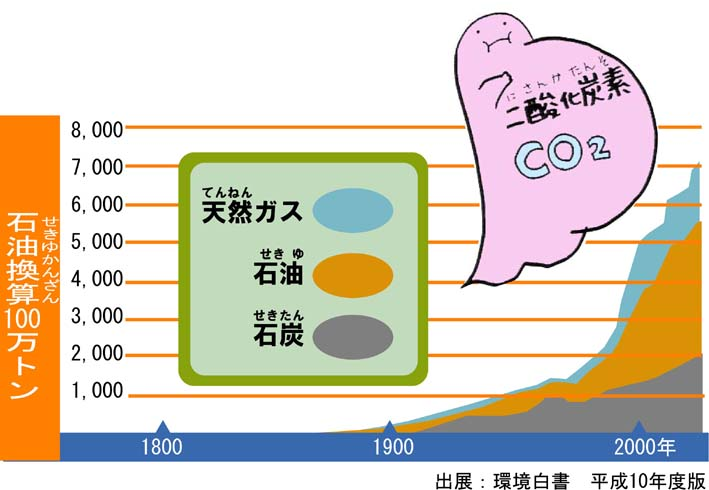 にさんかたんそ
二酸化炭素
CO2
8,000
7,000
6,000
5,000
4,000
3,000
2,000
1,000
せきゆかんざん
石油換算100万トン
てんねん
天然ガス
せきゆ
石油
せきたん
石炭
1800
1900
2000年
出展：環境白書　平成10年度版